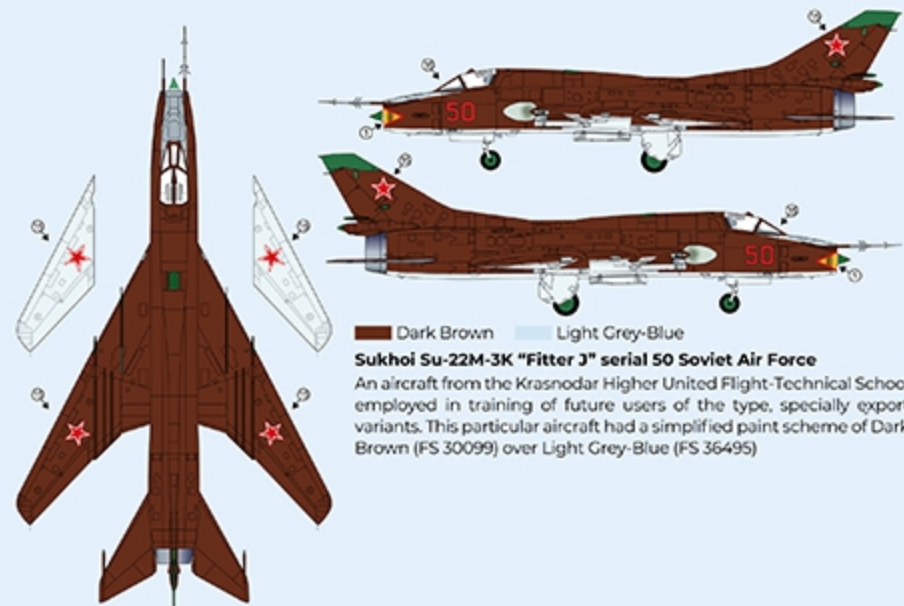 50
50
Dark Brown Light Grey-Blue
Sukhoi Su-22M-3K “Fitter J” serial 50 Soviet Air Force
An aircraft from the Krasnodar Higher United Flight-Technical Schoo
employed in training of future users of the type, specially export
variants. This particular aircraft had a simplified paint scheme of Dark
Brown (FS 30099) over Light Grey-Blue (FS 36495)